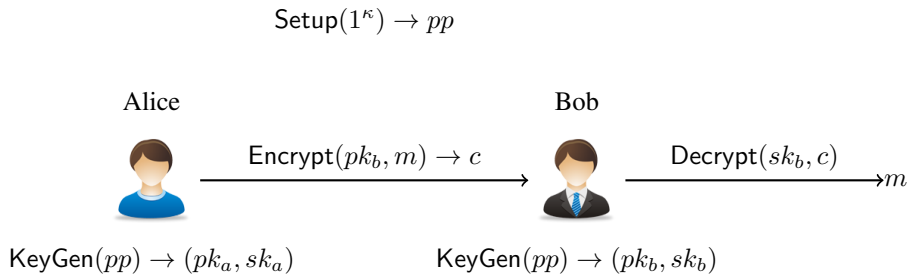 Setup(1^κ) → pp
Alice Bob
Encrypt(pk_b, m) → c Decrypt(sk_b, c) m
KeyGen(pp) → (pk_a, sk_a) KeyGen(pp) → (pk_b, sk_b)